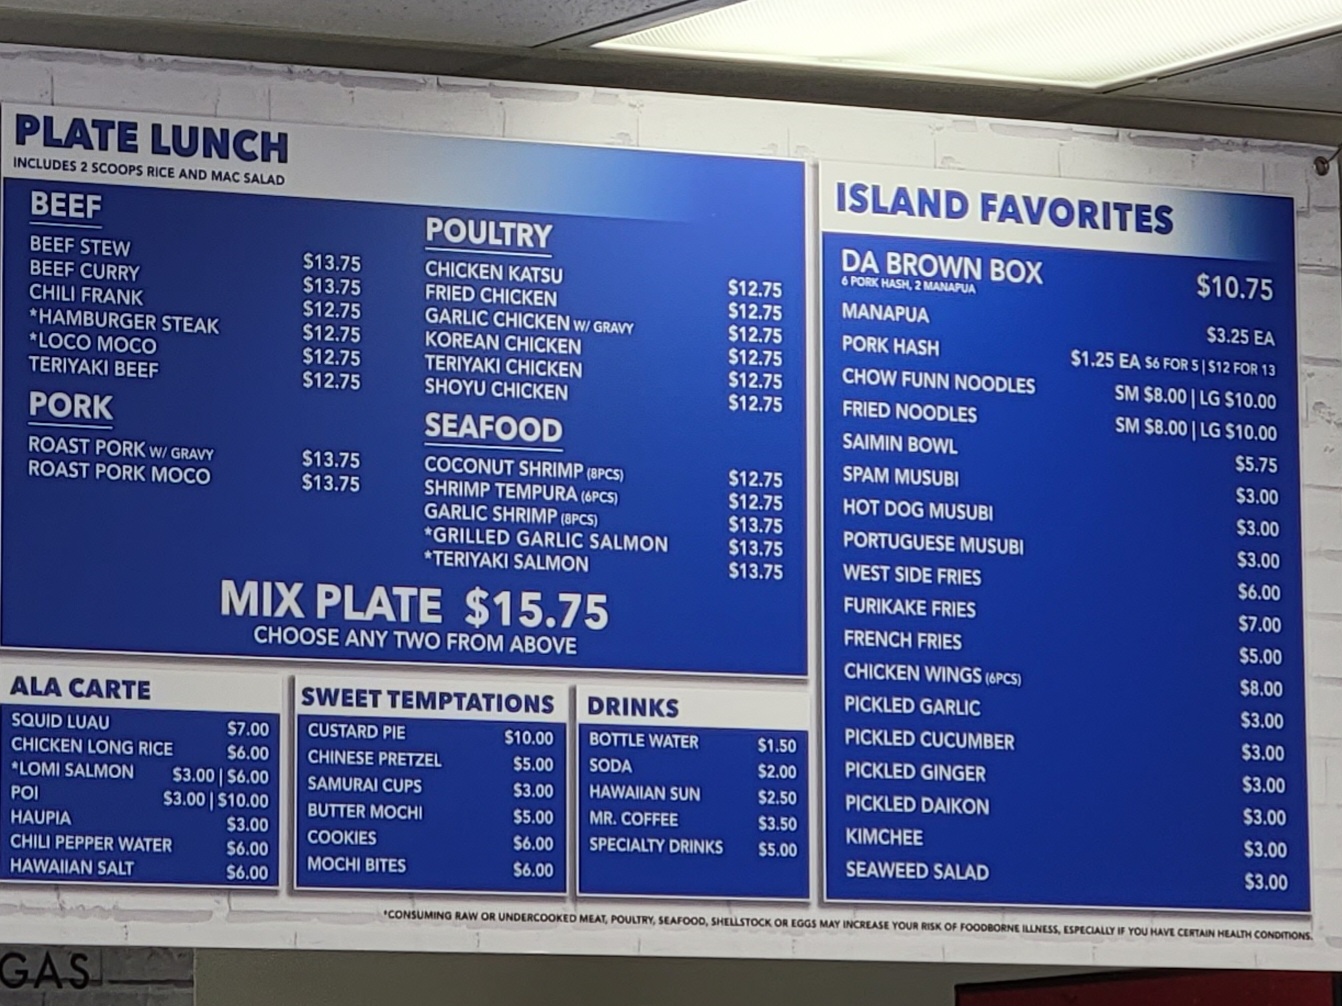 PLATE LUNCH
INCLUDES 2 SCOOPS RICE AND MAC SALAD
BEEF
BEEF STEW $13.75
BEEF CURRY $13.75
CHILI FRANK $12.75
*HAMBURGER STEAK $12.75
*LOCO MOCO $12.75
TERIYAKI BEEF $12.75
PORK
ROAST PORK W/ GRAVY $13.75
ROAST PORK MOCO $13.75
POULTRY
CHICKEN KATSU $12.75
FRIED CHICKEN $12.75
GARLIC CHICKEN W/ GRAVY $12.75
KOREAN CHICKEN $12.75
TERIYAKI CHICKEN $12.75
SHOYU CHICKEN $12.75
SEAFOOD
COCONUT SHRIMP (8PCS) $12.75
SHRIMP TEMPURA (6PCS) $12.75
GARLIC SHRIMP (8PCS) $13.75
*GRILLED GARLIC SALMON $13.75
*TERIYAKI SALMON $13.75
MIX PLATE $15.75
CHOOSE ANY TWO FROM ABOVE
ALA CARTE
SQUID LUAU $7.00
CHICKEN LONG RICE $6.00
*LOMI SALMON $3.00 | $6.00
POI $3.00 | $10.00
HAUPIA $3.00
CHILI PEPPER WATER $6.00
HAWAIIAN SALT $6.00
SWEET TEMPTATIONS
CUSTARD PIE $10.00
CHINESE PRETZEL $5.00
SAMURAI CUPS $3.00
BUTTER MOCHI $5.00
COOKIES $6.00
MOCHI BITES $6.00
DRINKS
BOTTLE WATER $1.50
SODA $2.00
HAWAIIAN SUN $2.50
MR. COFFEE $3.50
SPECIALTY DRINKS $5.00
ISLAND FAVORITES
DA BROWN BOX $10.75
6 PORK HASH, 2 MANAPUA
MANAPUA $3.25 EA
PORK HASH $1.25 EA $6 FOR 5 | $12 FOR 13
CHOW FUNN NOODLES SM $8.00 | LG $10.00
FRIED NOODLES SM $8.00 | LG $10.00
SAIMIN BOWL $5.75
SPAM MUSUBI $3.00
HOT DOG MUSUBI $3.00
PORTUGUESE MUSUBI $3.00
WEST SIDE FRIES $6.00
FURIKAKE FRIES $7.00
FRENCH FRIES $5.00
CHICKEN WINGS (6PCS) $8.00
PICKLED GARLIC $3.00
PICKLED CUCUMBER $3.00
PICKLED GINGER $3.00
PICKLED DAIKON $3.00
KIMCHEE $3.00
SEAWEED SALAD $3.00
*CONSUMING RAW OR UNDERCOOKED MEAT, POULTRY, SEAFOOD, SHELLSTOCK OR EGGS MAY INCREASE YOUR RISK OF FOODBORNE ILLNESS, ESPECIALLY IF YOU HAVE CERTAIN HEALTH CONDITIONS.
GAS